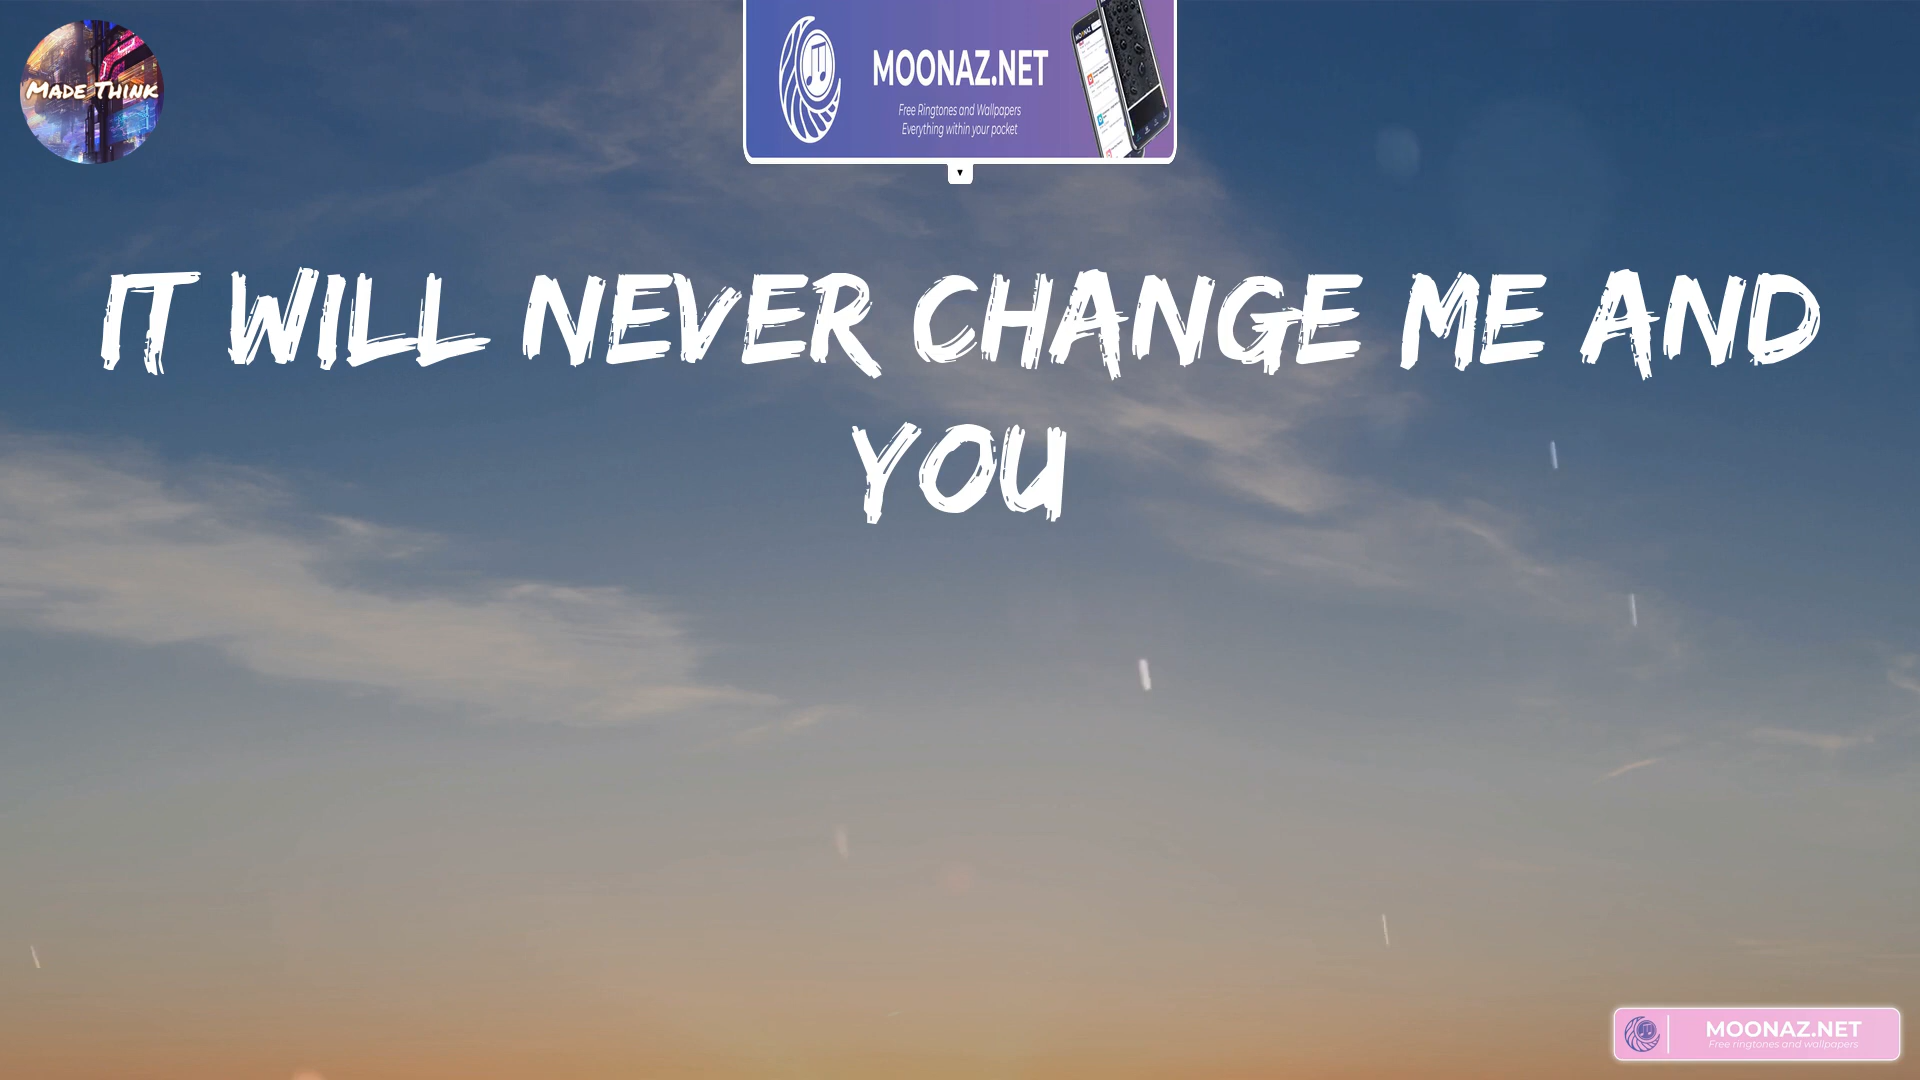 Made Think
MOONAZ.NET
Free Ringtones and Wallpapers
Everything within your pocket
IT WILL NEVER CHANGE ME AND
YOU
MOONAZ.NET
Free ringtones and wallpapers